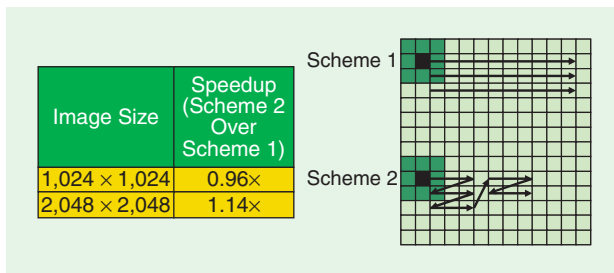 Image Size
Speedup
(Scheme 2
Over
Scheme 1)
1,024 × 1,024 0.96×
2,048 × 2,048 1.14×
Scheme 1
Scheme 2